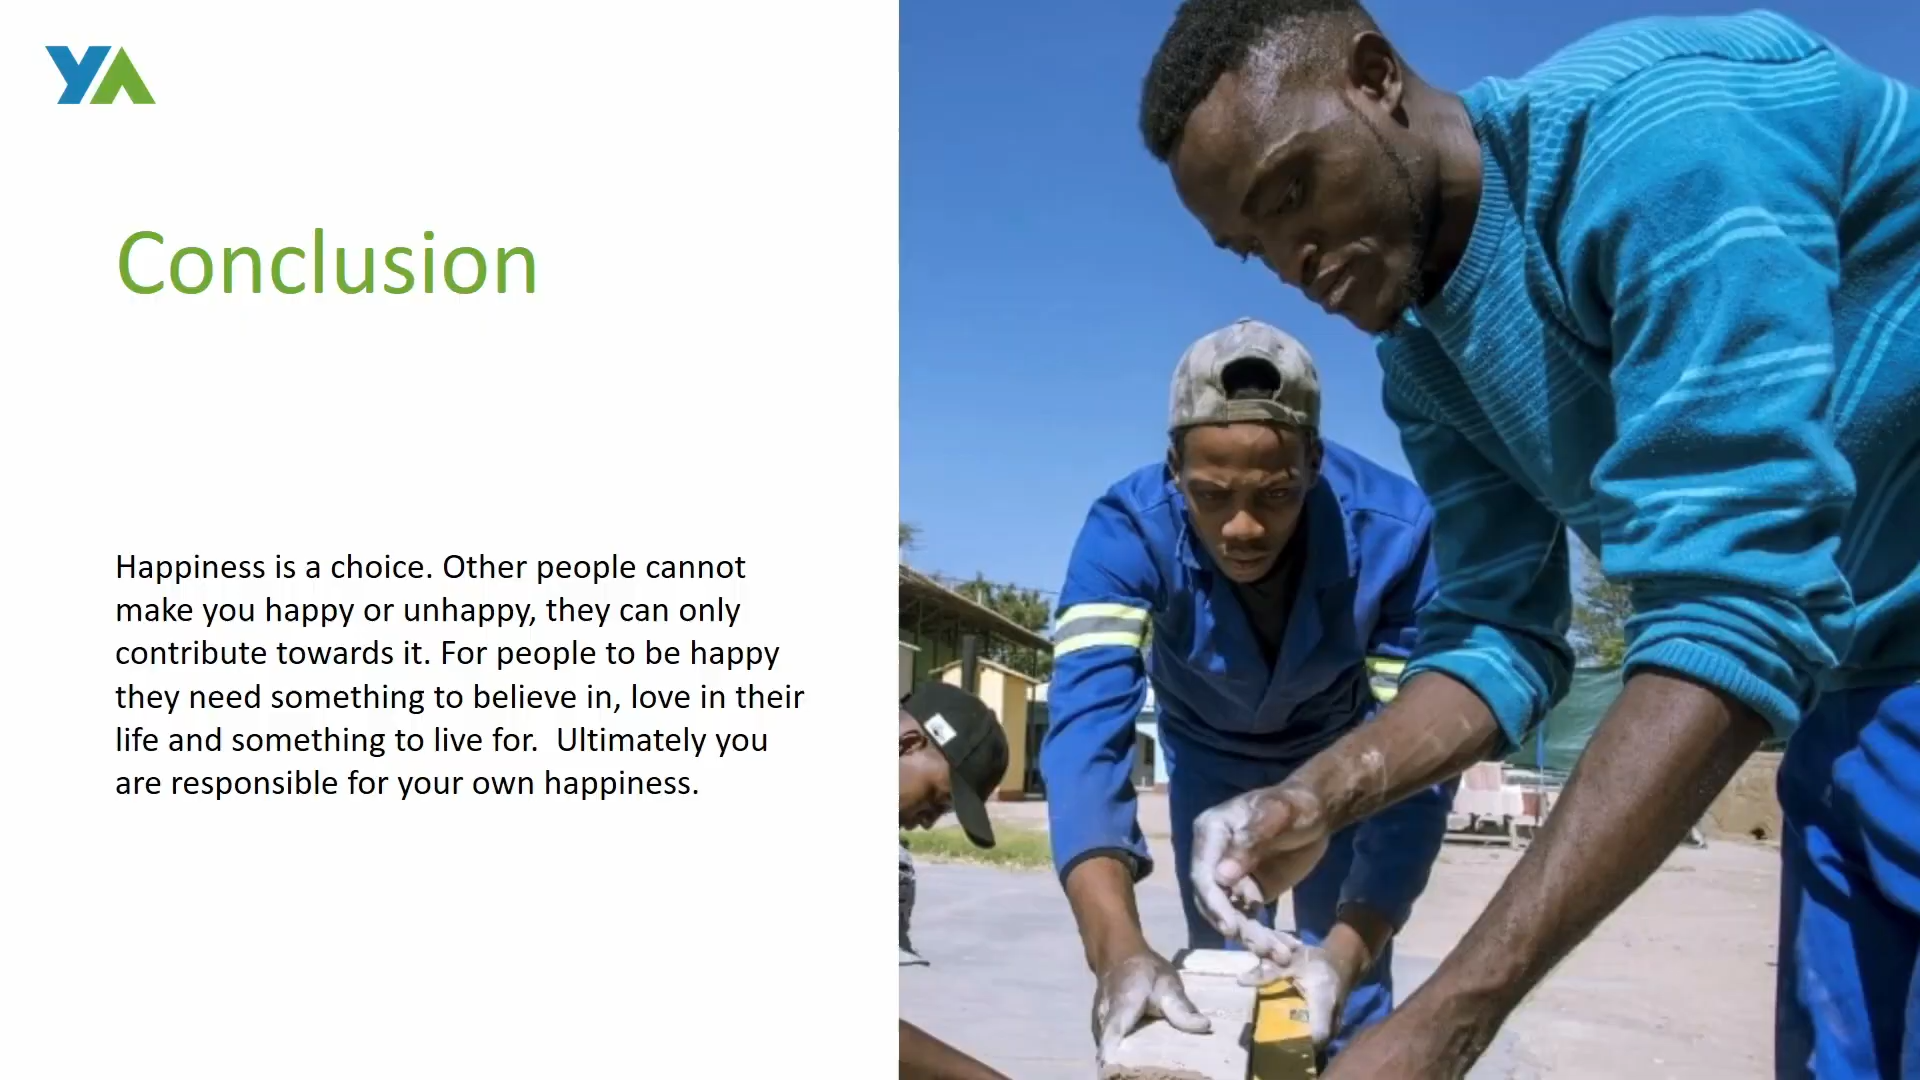 YA
Conclusion
Happiness is a choice. Other people cannot
make you happy or unhappy, they can only
contribute towards it. For people to be happy
they need something to believe in, love in their
life and something to live for.  Ultimately you
are responsible for your own happiness.